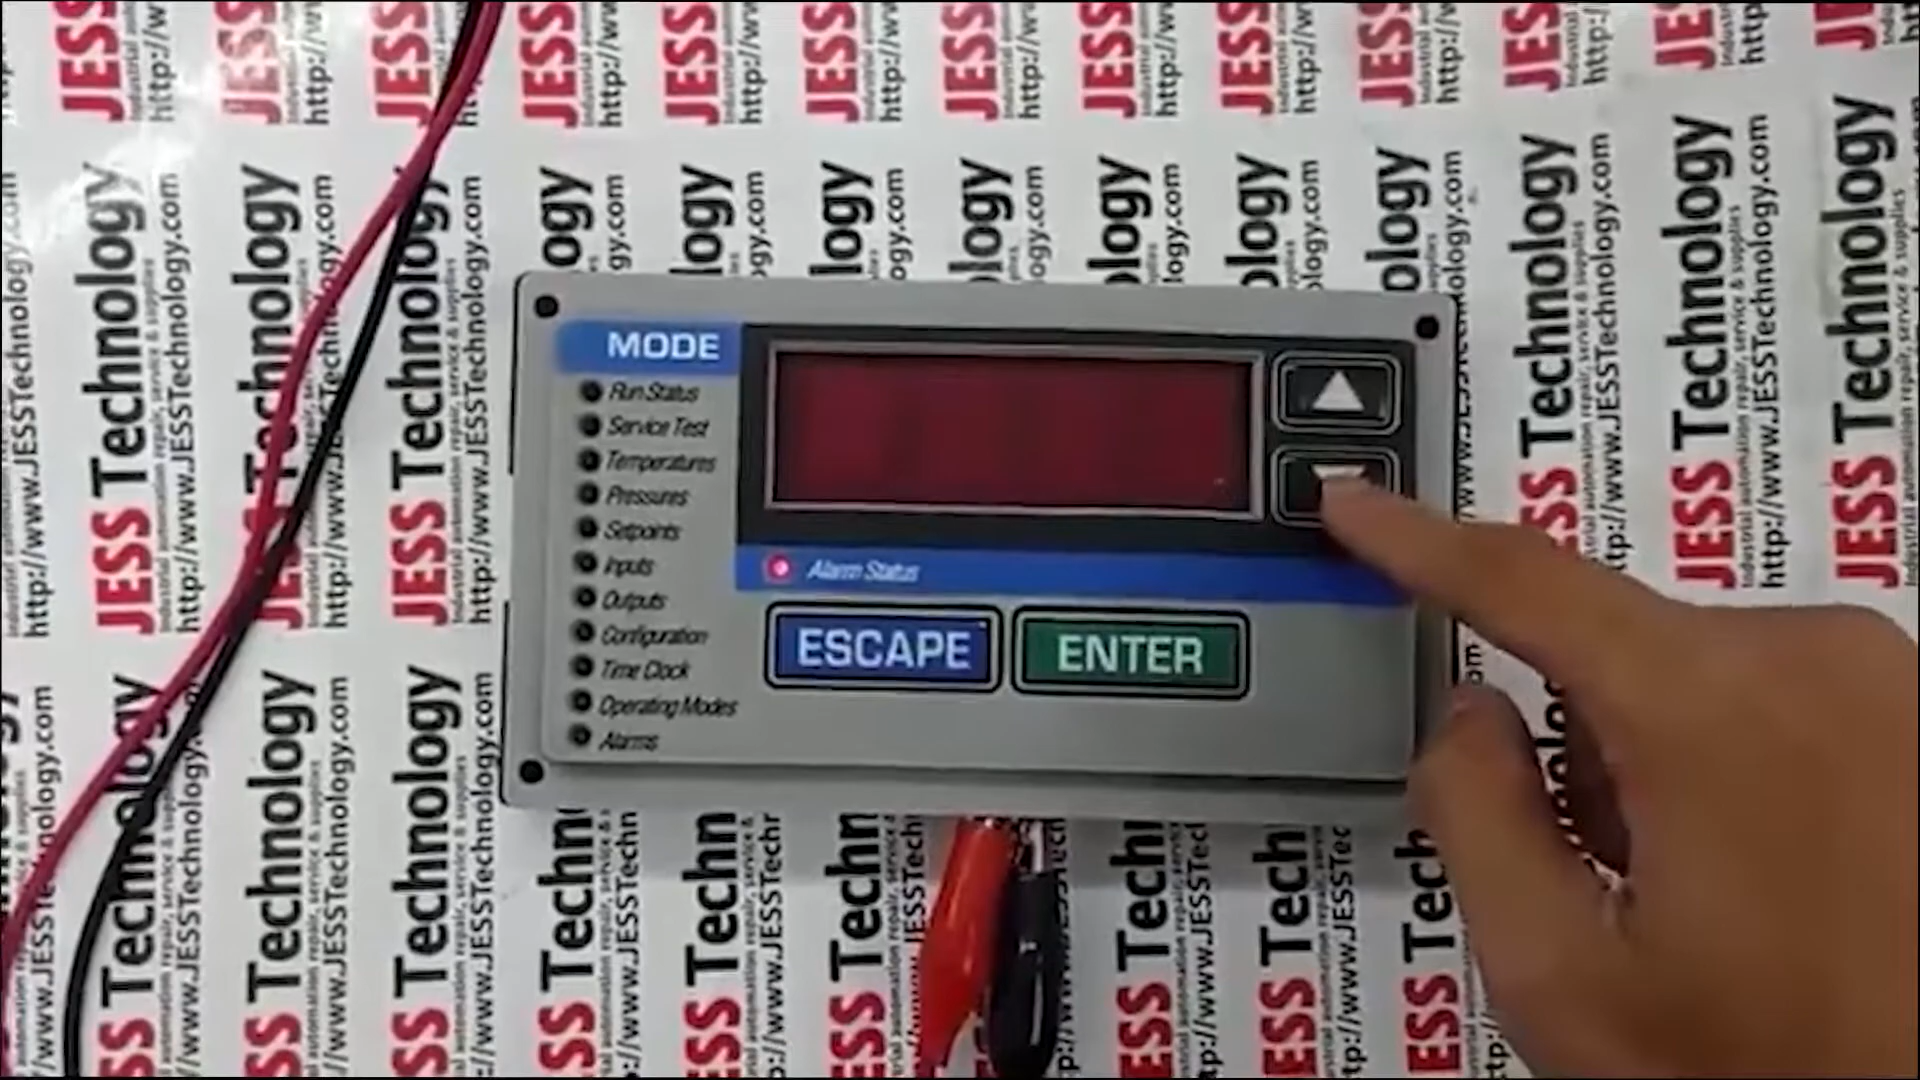 MODE
Run Status
Service Test
Temperatures
Pressures
Setpoints
Inputs
Outputs
Configuration
Time Clock
Operating Modes
Alarms
Alarm Status
ESCAPE
ENTER
JESS Technology
Industrial automation repair, service & supplies
http://www.JESSTechnology.com